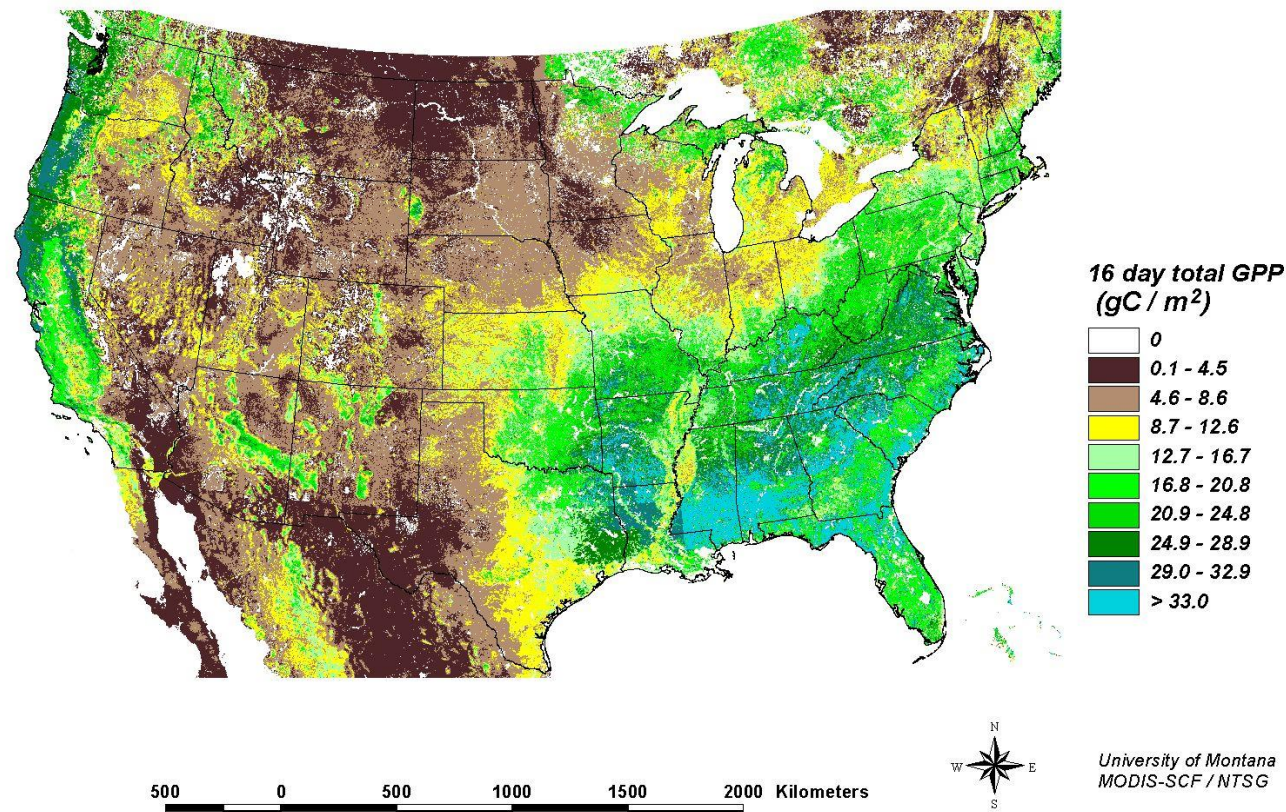 16 day total GPP
(gC / m²)
0
0.1 - 4.5
4.6 - 8.6
8.7 - 12.6
12.7 - 16.7
16.8 - 20.8
20.9 - 24.8
24.9 - 28.9
29.0 - 32.9
> 33.0
N
W E
S
University of Montana
MODIS-SCF / NTSG
500 0 500 1000 1500 2000 Kilometers